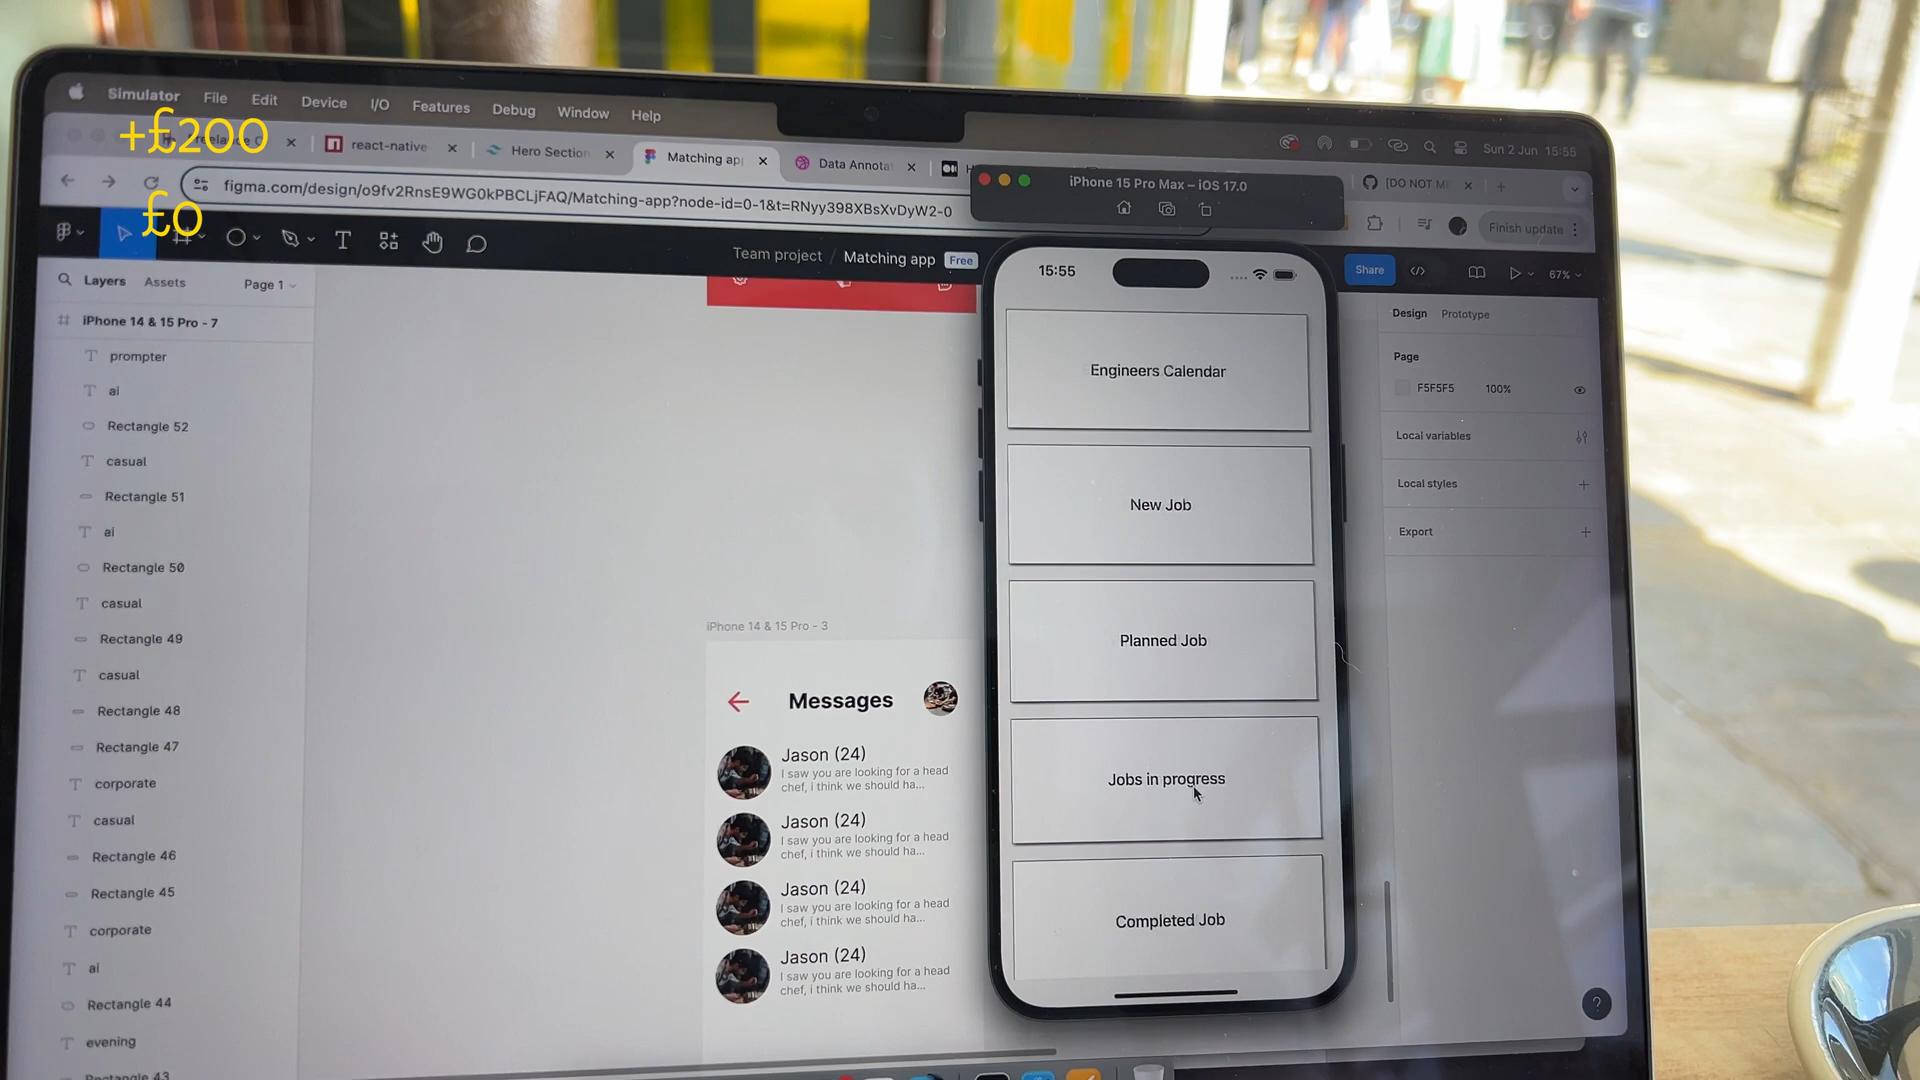 Simulator File Edit Device I/O Features Debug Window Help
Sun 2 Jun 15:55
+£200
react-native
Hero Section
Matching ap
Data Annota
[DO NOT M
figma.com/design/o9fv2RnsE9WG0kPBCLjFAQ/Matching-app?node-id=0-1&t=RNyy398XBsXvDyW2-0
Finish update
£0
Team project / Matching app Free
Share
67%
Layers Assets Page 1
iPhone 14 & 15 Pro - 7
prompter
ai
Rectangle 52
casual
Rectangle 51
ai
Rectangle 50
casual
Rectangle 49
casual
Rectangle 48
Rectangle 47
corporate
casual
Rectangle 46
Rectangle 45
corporate
ai
Rectangle 44
evening
Rectangle 43
iPhone 14 & 15 Pro - 3
Messages
Jason (24)
I saw you are looking for a head
chef, i think we should ha...
Jason (24)
I saw you are looking for a head
chef, i think we should ha...
Jason (24)
I saw you are looking for a head
chef, i think we should ha...
Jason (24)
I saw you are looking for a head
chef, i think we should ha...
iPhone 15 Pro Max – iOS 17.0
15:55
Engineers Calendar
New Job
Planned Job
Jobs in progress
Completed Job
Design Prototype
Page
F5F5F5 100%
Local variables
Local styles
Export
?